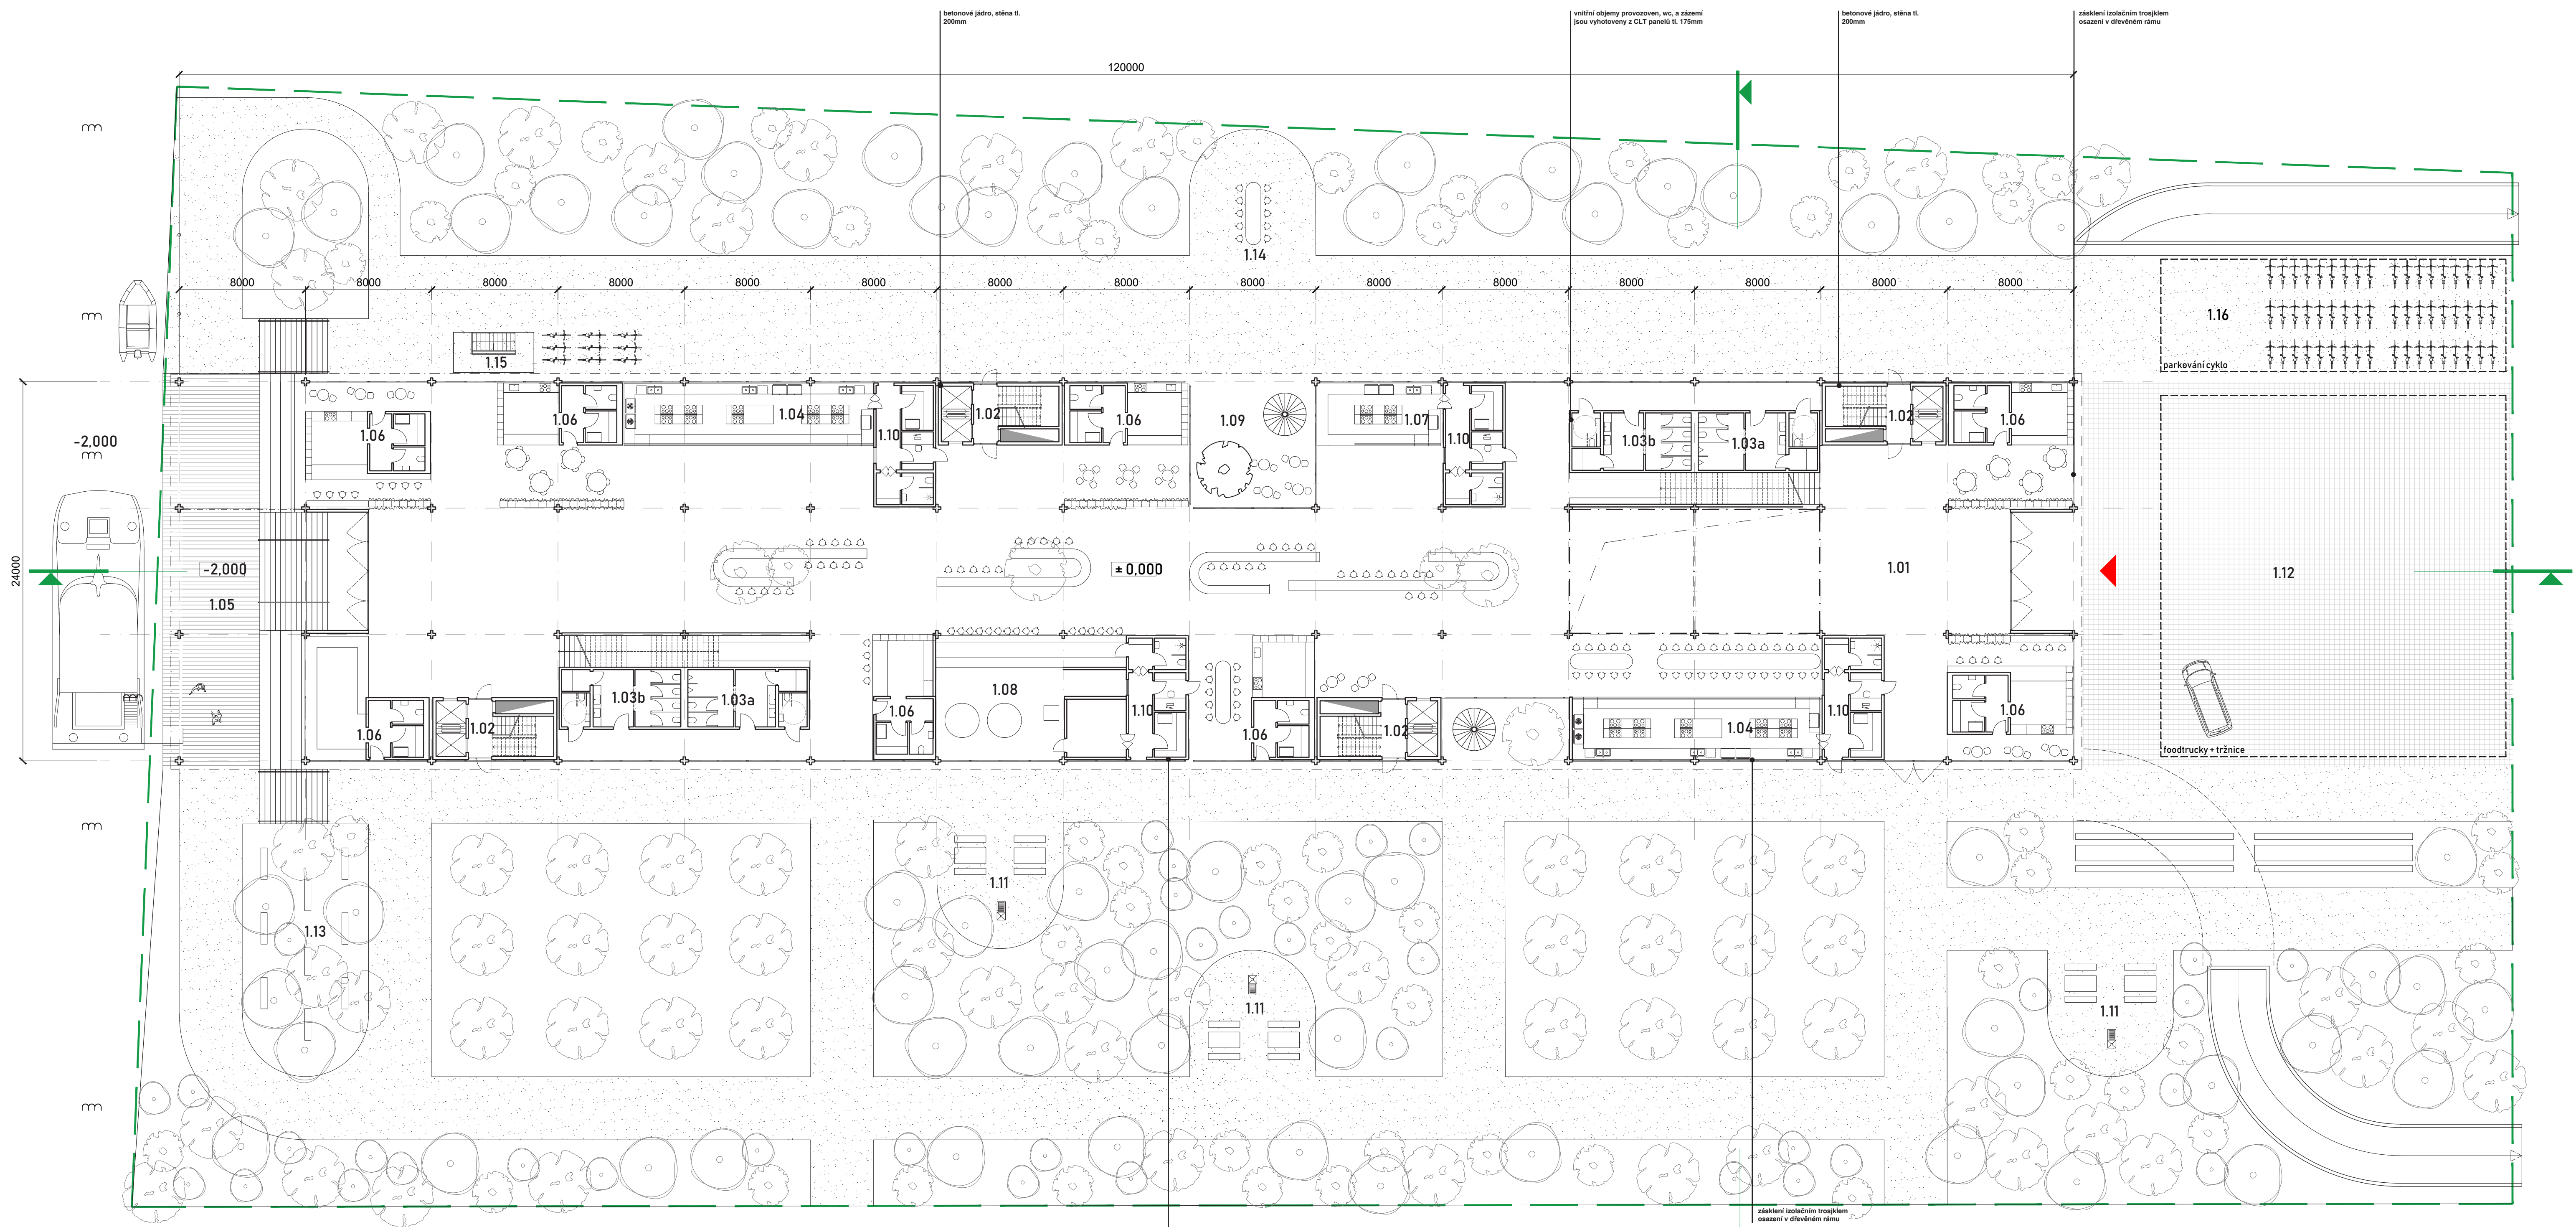 betonové jádro, stěna tl.
200mm
vnitřní objemy provozoven, wc, a zázemí
jsou vyhotoveny z CLT panelů tl. 175mm
betonové jádro, stěna tl.
200mm
zásklení izolačním trosjklem
osazení v dřevěném rámu
120000
1.14
8000 8000 8000 8000 8000 8000 8000 8000 8000 8000 8000 8000 8000 8000 8000
1.16
1.15
parkování cyklo
1.06 1.04 1.02 1.06 1.09 1.07 1.02 1.06
-2,000
1.06 1.10 1.10 1.03b 1.03a
24000
-2,000
± 0,000
1.01
1.12
1.05
1.03b 1.03a 1.08
1.06 1.02 1.06 1.10 1.06 1.02 1.04 1.10 1.06
foodtrucky + tržnice
1.11
1.13
1.11
1.11
zásklení izolačním trosjklem
osazení v dřevěném rámu